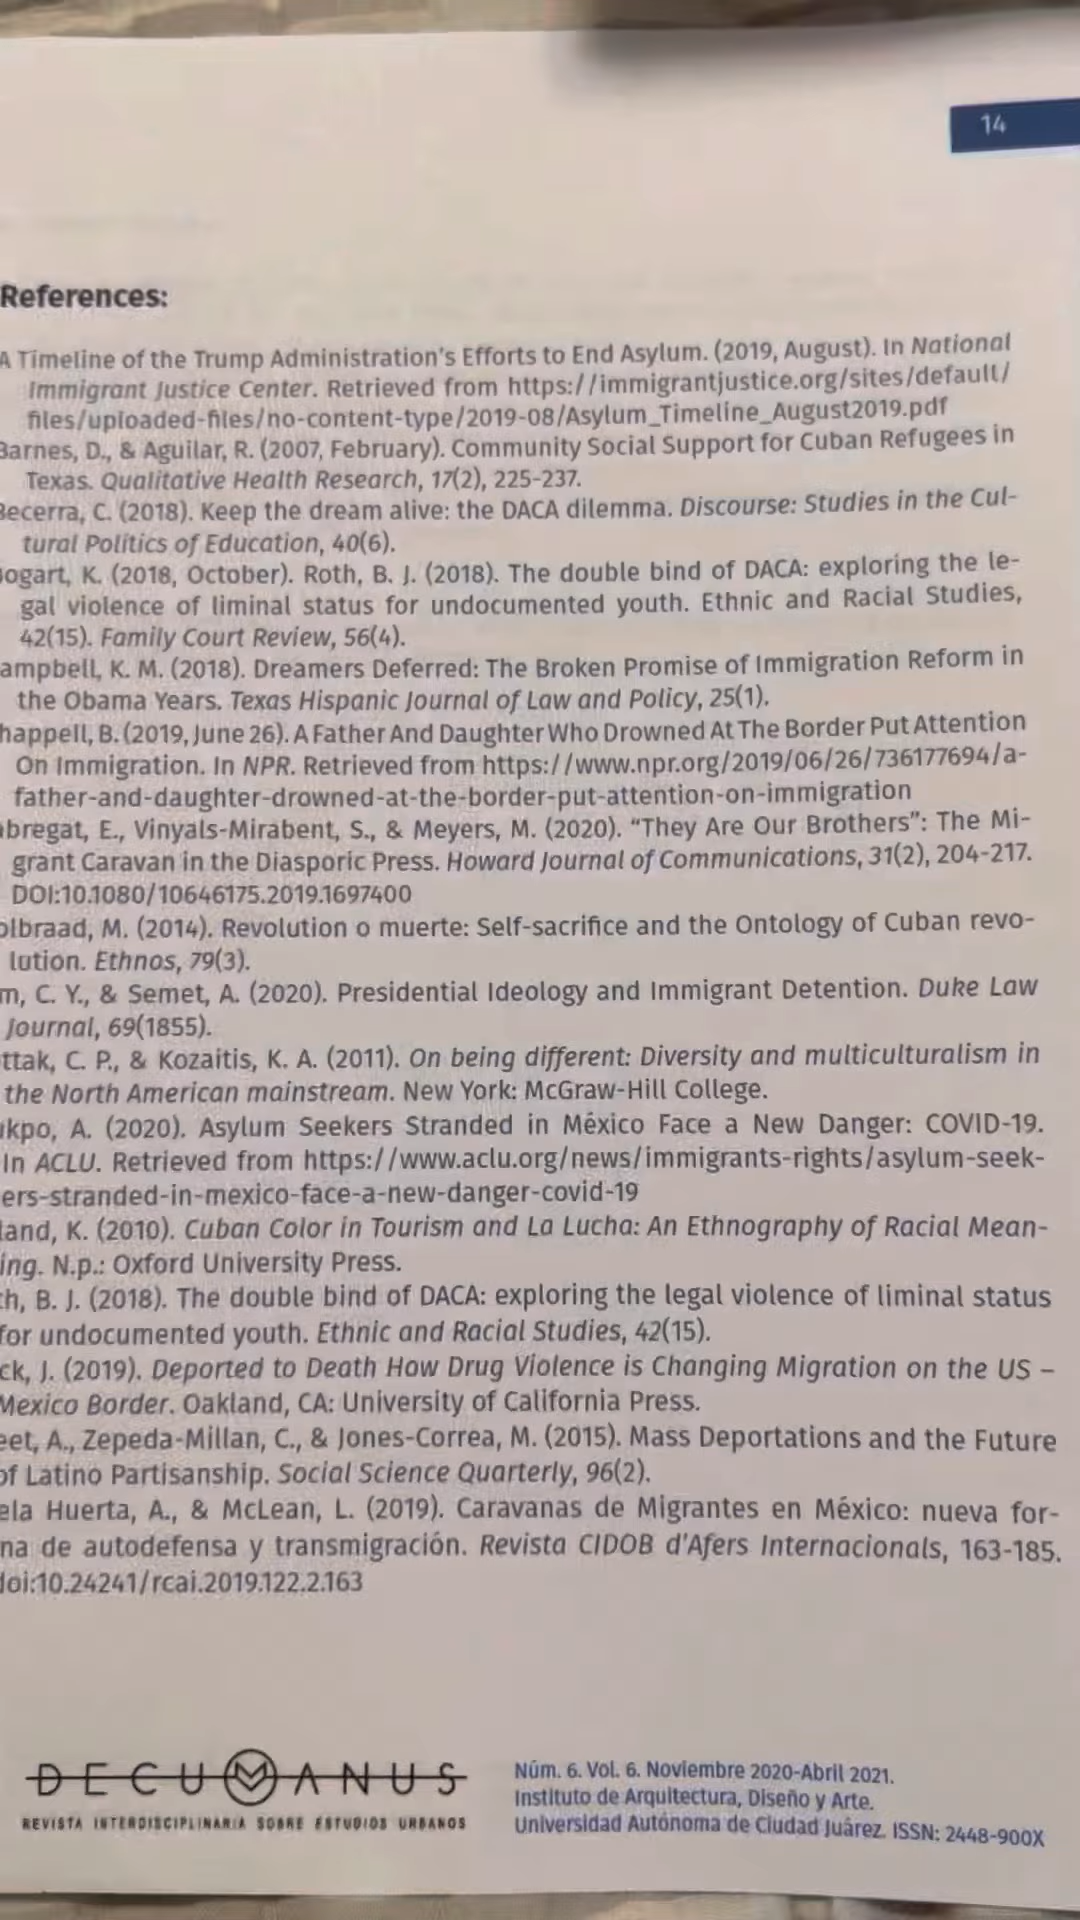 14
References:
A Timeline of the Trump Administration's Efforts to End Asylum. (2019, August). In National
Immigrant Justice Center. Retrieved from https://immigrantjustice.org/sites/default/
files/uploaded-files/no-content-type/2019-08/Asylum_Timeline_August2019.pdf
Barnes, D., & Aguilar, R. (2007, February). Community Social Support for Cuban Refugees in
Texas. Qualitative Health Research, 17(2), 225-237.
Becerra, C. (2018). Keep the dream alive: the DACA dilemma. Discourse: Studies in the Cul-
tural Politics of Education, 40(6).
ogart, K. (2018, October). Roth, B. J. (2018). The double bind of DACA: exploring the le-
gal violence of liminal status for undocumented youth. Ethnic and Racial Studies,
42(15). Family Court Review, 56(4).
ampbell, K. M. (2018). Dreamers Deferred: The Broken Promise of Immigration Reform in
the Obama Years. Texas Hispanic Journal of Law and Policy, 25(1).
happell, B. (2019, June 26). A Father And Daughter Who Drowned At The Border Put Attention
On Immigration. In NPR. Retrieved from https://www.npr.org/2019/06/26/736177694/a-
father-and-daughter-drowned-at-the-border-put-attention-on-immigration
bregat, E., Vinyals-Mirabent, S., & Meyers, M. (2020). “They Are Our Brothers”: The Mi-
grant Caravan in the Diasporic Press. Howard Journal of Communications, 31(2), 204-217.
DOI:10.1080/10646175.2019.1697400
olbraad, M. (2014). Revolution o muerte: Self-sacrifice and the Ontology of Cuban revo-
lution. Ethnos, 79(3).
m, C. Y., & Semet, A. (2020). Presidential Ideology and Immigrant Detention. Duke Law
Journal, 69(1855).
ttak, C. P., & Kozaitis, K. A. (2011). On being different: Diversity and multiculturalism in
the North American mainstream. New York: McGraw-Hill College.
kpo, A. (2020). Asylum Seekers Stranded in México Face a New Danger: COVID-19.
In ACLU. Retrieved from https://www.aclu.org/news/immigrants-rights/asylum-seek-
ers-stranded-in-mexico-face-a-new-danger-covid-19
land, K. (2010). Cuban Color in Tourism and La Lucha: An Ethnography of Racial Mean-
ing. N.p.: Oxford University Press.
th, B. J. (2018). The double bind of DACA: exploring the legal violence of liminal status
for undocumented youth. Ethnic and Racial Studies, 42(15).
ck, J. (2019). Deported to Death How Drug Violence is Changing Migration on the US –
Mexico Border. Oakland, CA: University of California Press.
eet, A., Zepeda-Millan, C., & Jones-Correa, M. (2015). Mass Deportations and the Future
of Latino Partisanship. Social Science Quarterly, 96(2).
ela Huerta, A., & McLean, L. (2019). Caravanas de Migrantes en México: nueva for-
na de autodefensa y transmigración. Revista CIDOB d'Afers Internacionals, 163-185.
doi:10.24241/rcai.2019.122.2.163
DECUMANUS
REVISTA INTERDISCIPLINARIA SOBRE ESTUDIOS URBANOS
Núm. 6. Vol. 6. Noviembre 2020-Abril 2021.
Instituto de Arquitectura, Diseño y Arte.
Universidad Autónoma de Ciudad Juárez. ISSN: 2448-900X